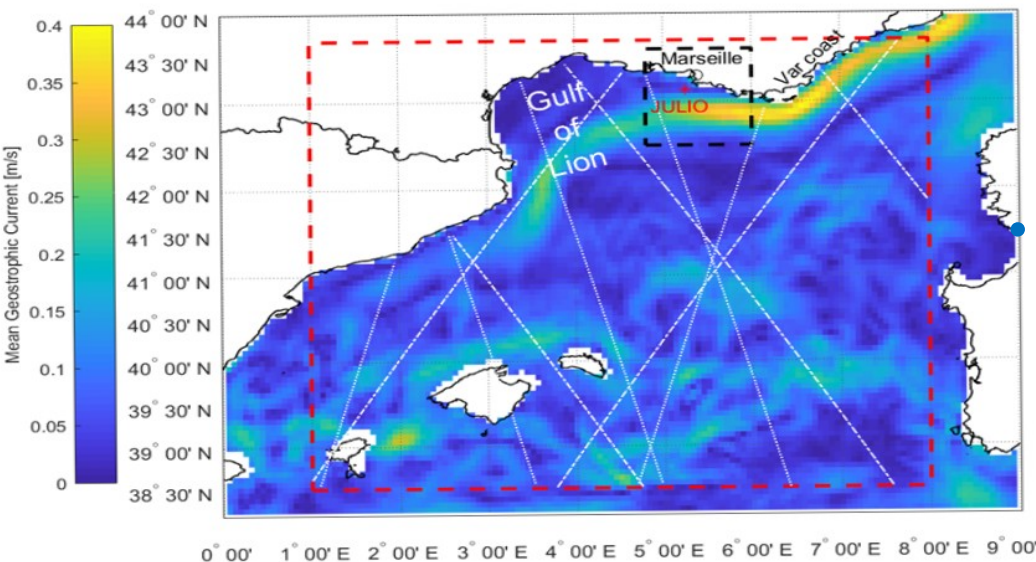 Mean Geostrophic Current [m/s]
0.4
0.35
0.3
0.25
0.2
0.15
0.1
0.05
0
44° 00' N
43° 30' N
43° 00' N
42° 30' N
42° 00' N
41° 30' N
41° 00' N
40° 30' N
40° 00' N
39° 30' N
39° 00' N
38° 30' N
Marseille
Var coast
JULIO
Gulf
of
Lion
0° 00' 1° 00' E 2° 00' E 3° 00' E 4° 00' E 5° 00' E 6° 00' E 7° 00' E 8° 00' E 9° 00'